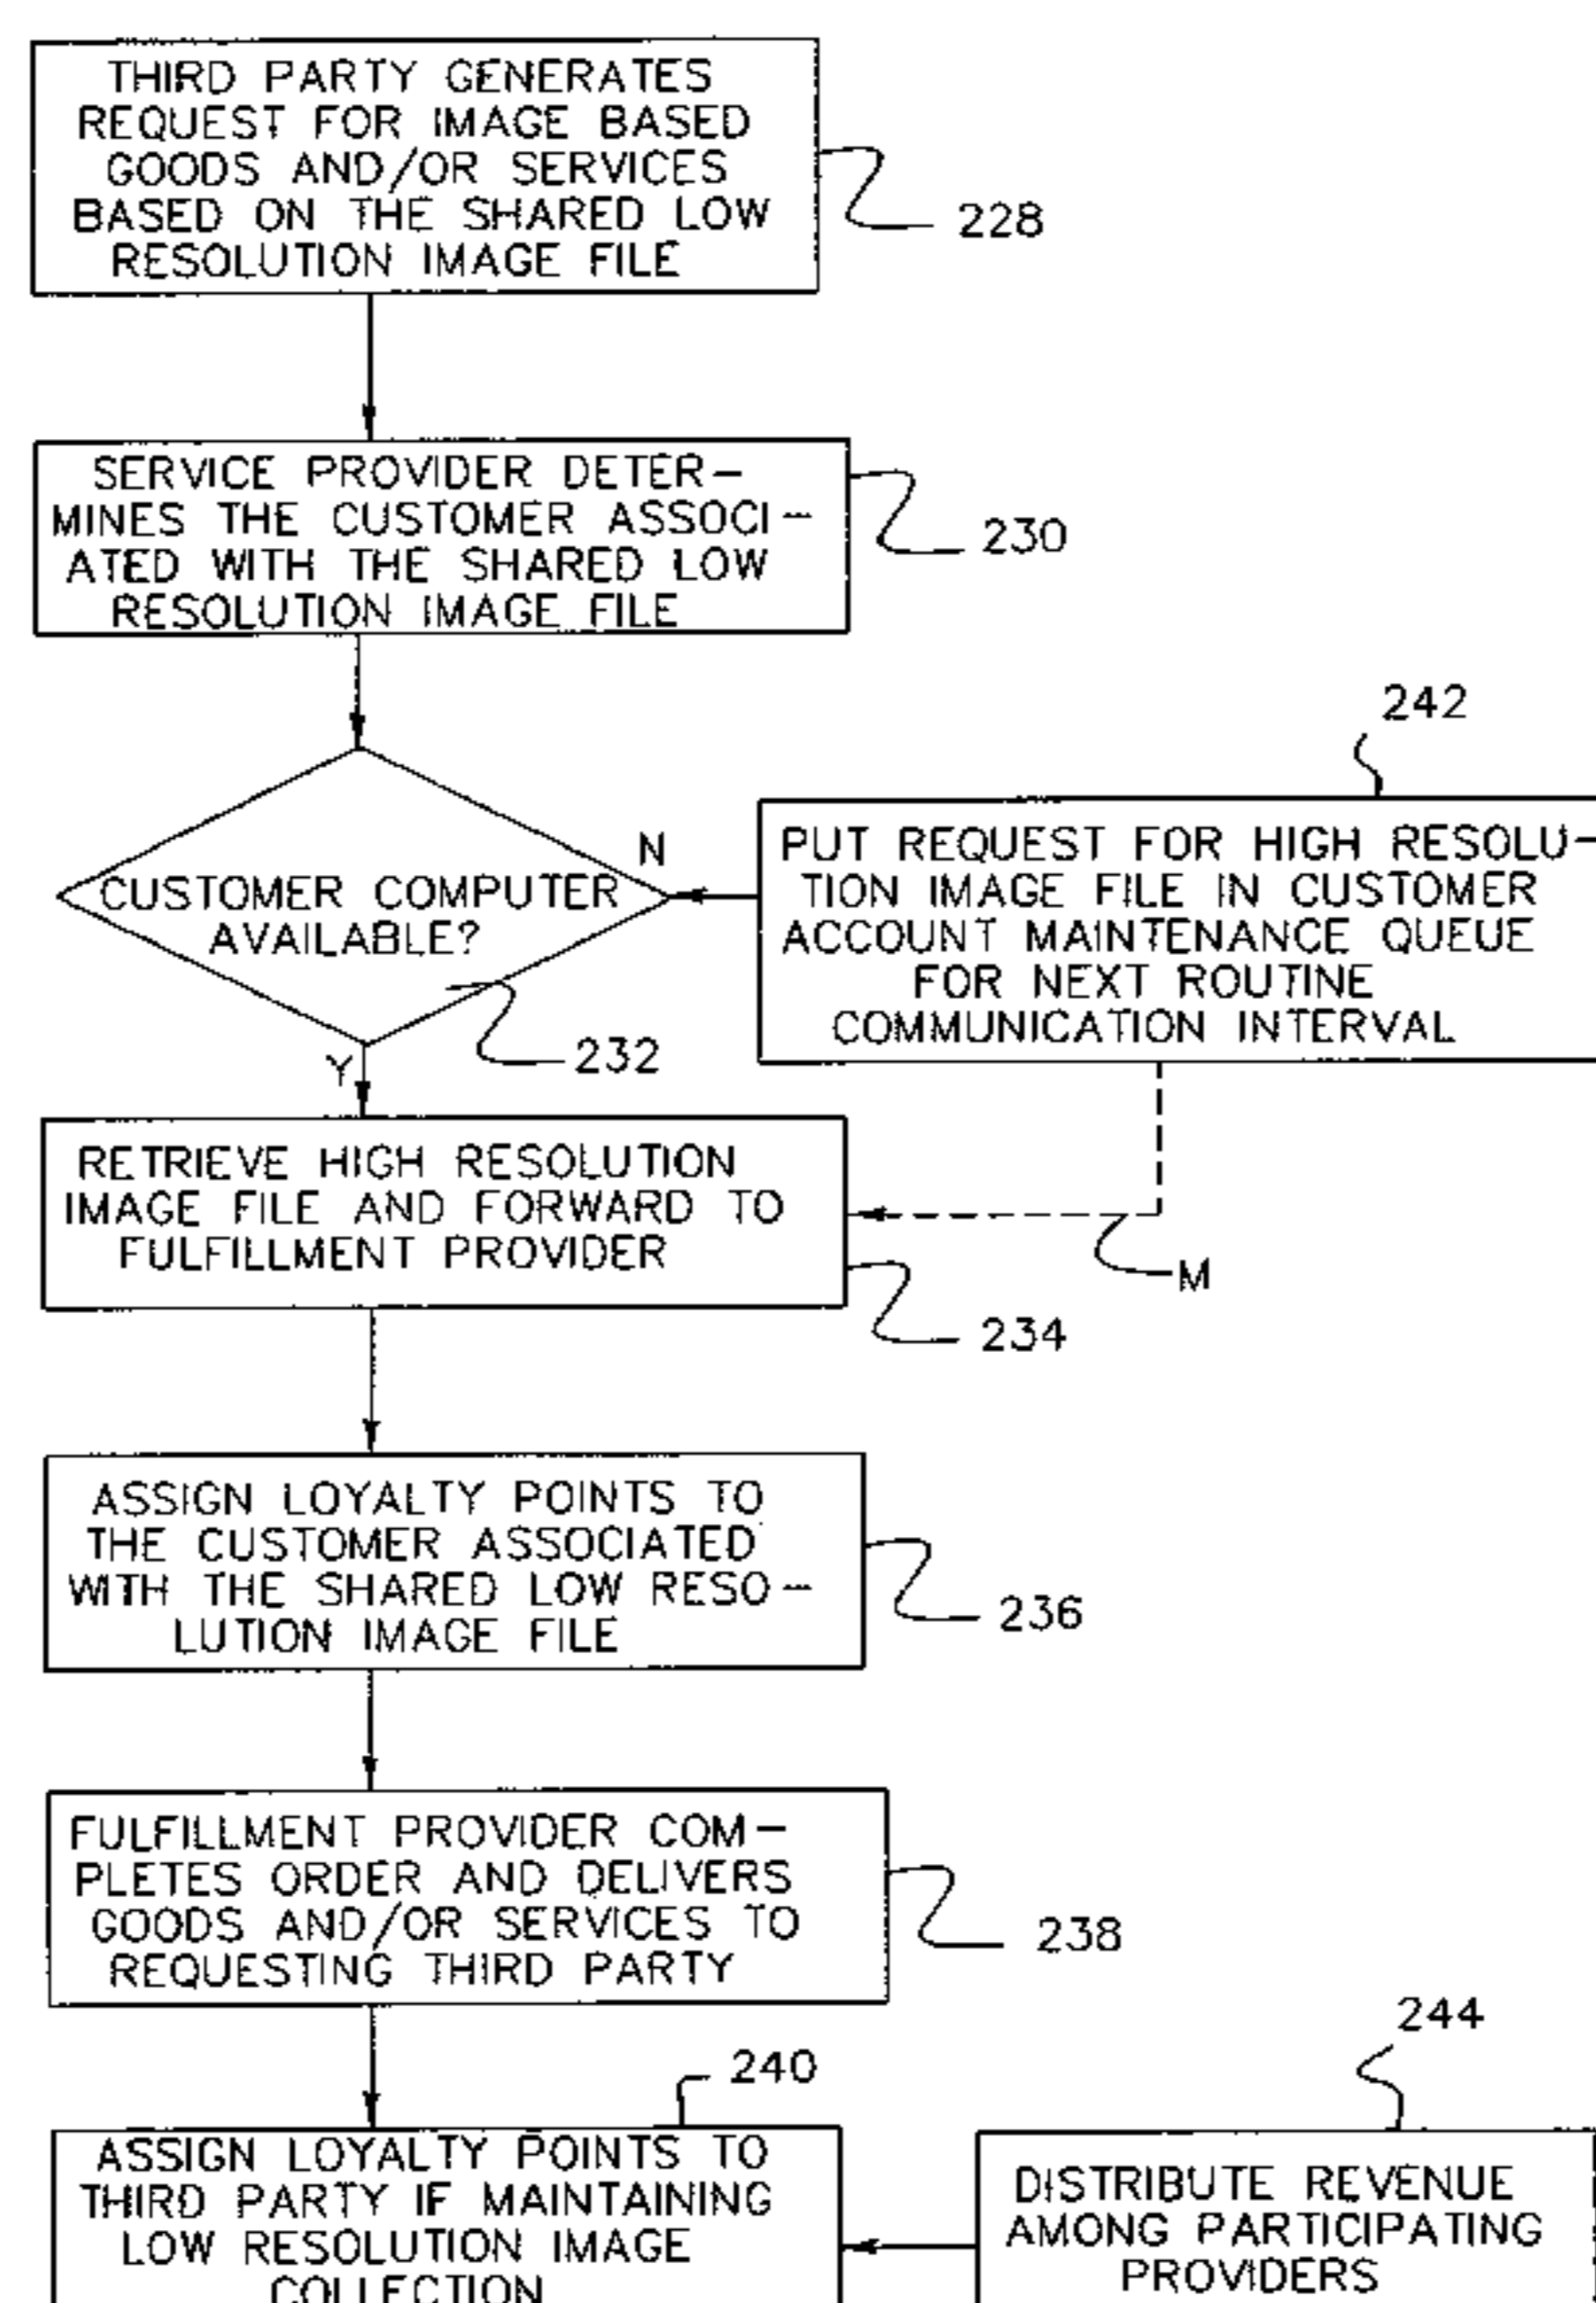 THIRD PARTY GENERATES
REQUEST FOR IMAGE BASED
GOODS AND/OR SERVICES
BASED ON THE SHARED LOW
RESOLUTION IMAGE FILE
228
SERVICE PROVIDER DETER-
MINES THE CUSTOMER ASSOCI-
ATED WITH THE SHARED LOW
RESOLUTION IMAGE FILE
230
CUSTOMER COMPUTER
AVAILABLE?
N
Y
232
242
PUT REQUEST FOR HIGH RESOLU-
TION IMAGE FILE IN CUSTOMER
ACCOUNT MAINTENANCE QUEUE
FOR NEXT ROUTINE
COMMUNICATION INTERVAL
M
RETRIEVE HIGH RESOLUTION
IMAGE FILE AND FORWARD TO
FULFILLMENT PROVIDER
234
ASSIGN LOYALTY POINTS TO
THE CUSTOMER ASSOCIATED
WITH THE SHARED LOW RESO-
LUTION IMAGE FILE
236
FULFILLMENT PROVIDER COM-
PLETES ORDER AND DELIVERS
GOODS AND/OR SERVICES TO
REQUESTING THIRD PARTY
238
240
ASSIGN LOYALTY POINTS TO
THIRD PARTY IF MAINTAINING
LOW RESOLUTION IMAGE
COLLECTION
244
DISTRIBUTE REVENUE
AMONG PARTICIPATING
PROVIDERS